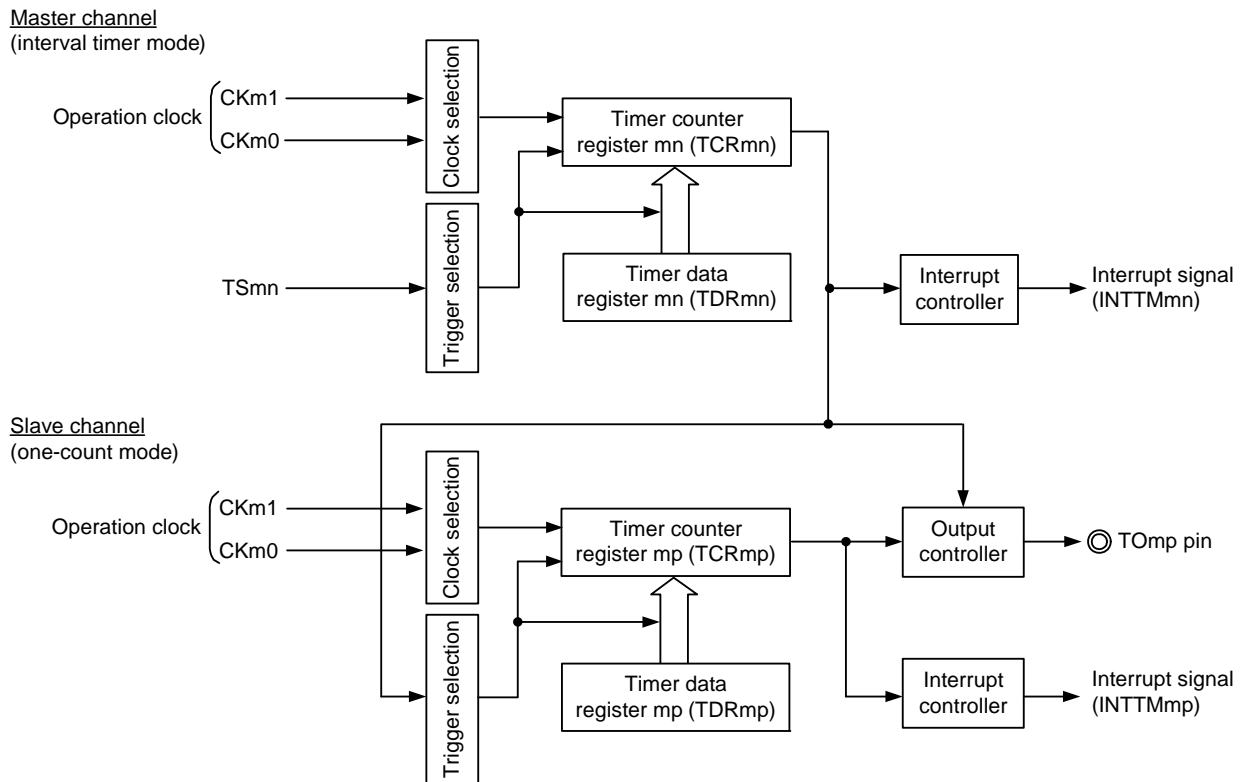 Master channel
(interval timer mode)
Operation clock
CKm1
CKm0
Clock selection
Timer counter
register mn (TCRmn)
TSmn
Trigger selection
Timer data
register mn (TDRmn)
Interrupt
controller
Interrupt signal
(INTTMmn)
Slave channel
(one-count mode)
Operation clock
CKm1
CKm0
Clock selection
Timer counter
register mp (TCRmp)
Output
controller
TOmp pin
Trigger selection
Timer data
register mp (TDRmp)
Interrupt
controller
Interrupt signal
(INTTMmp)